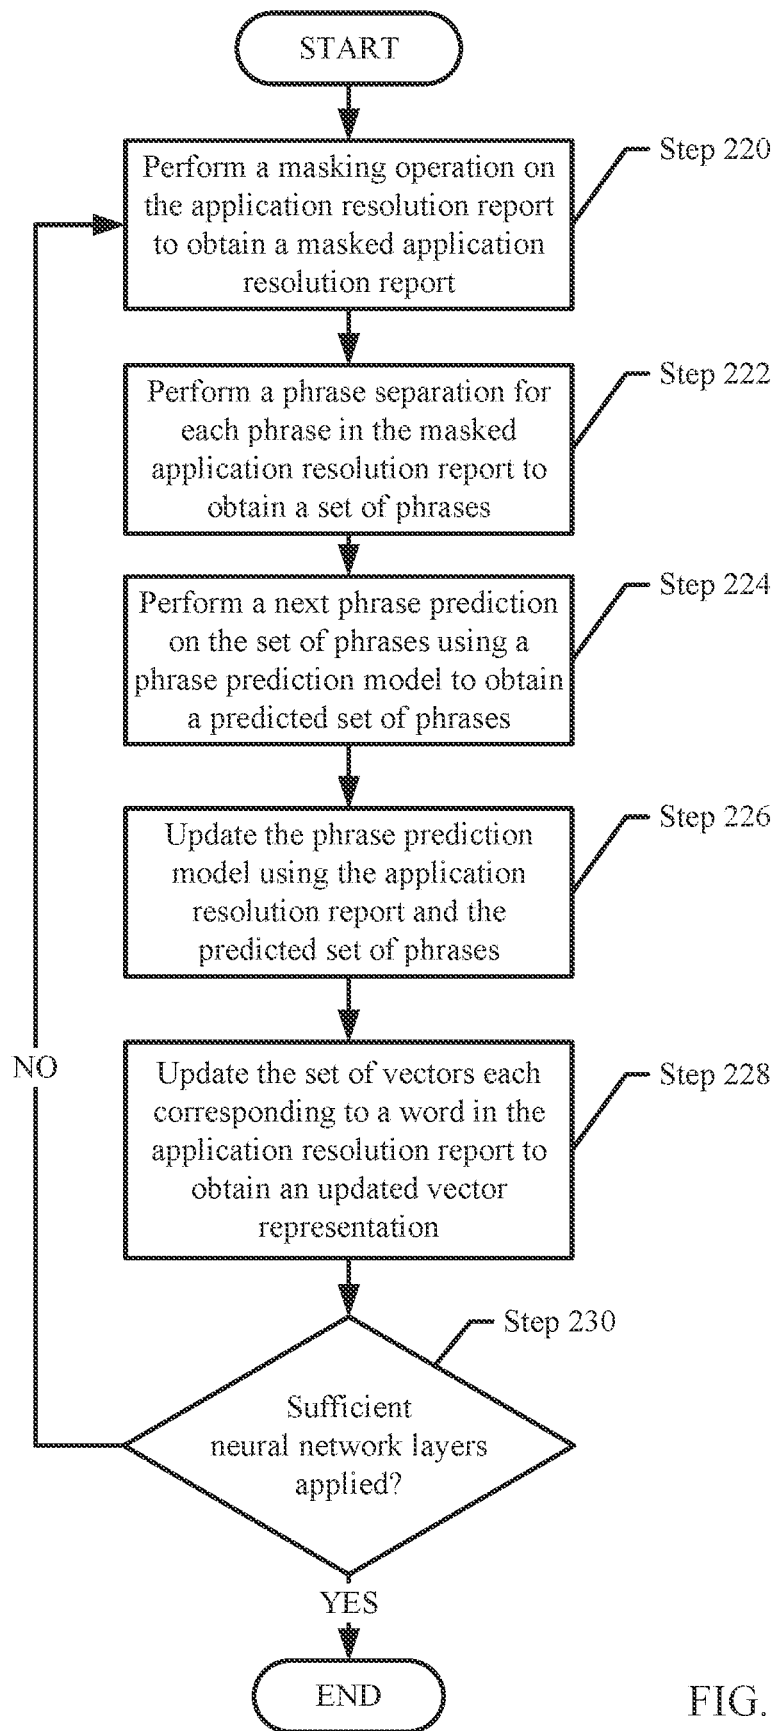 START
Step 220
Perform a masking operation on
the application resolution report
to obtain a masked application
resolution report
Step 222
Perform a phrase separation for
each phrase in the masked
application resolution report to
obtain a set of phrases
Step 224
Perform a next phrase prediction
on the set of phrases using a
phrase prediction model to obtain
a predicted set of phrases
Step 226
Update the phrase prediction
model using the application
resolution report and the
predicted set of phrases
NO
Step 228
Update the set of vectors each
corresponding to a word in the
application resolution report to
obtain an updated vector
representation
Step 230
Sufficient
neural network layers
applied?
YES
END
FIG.